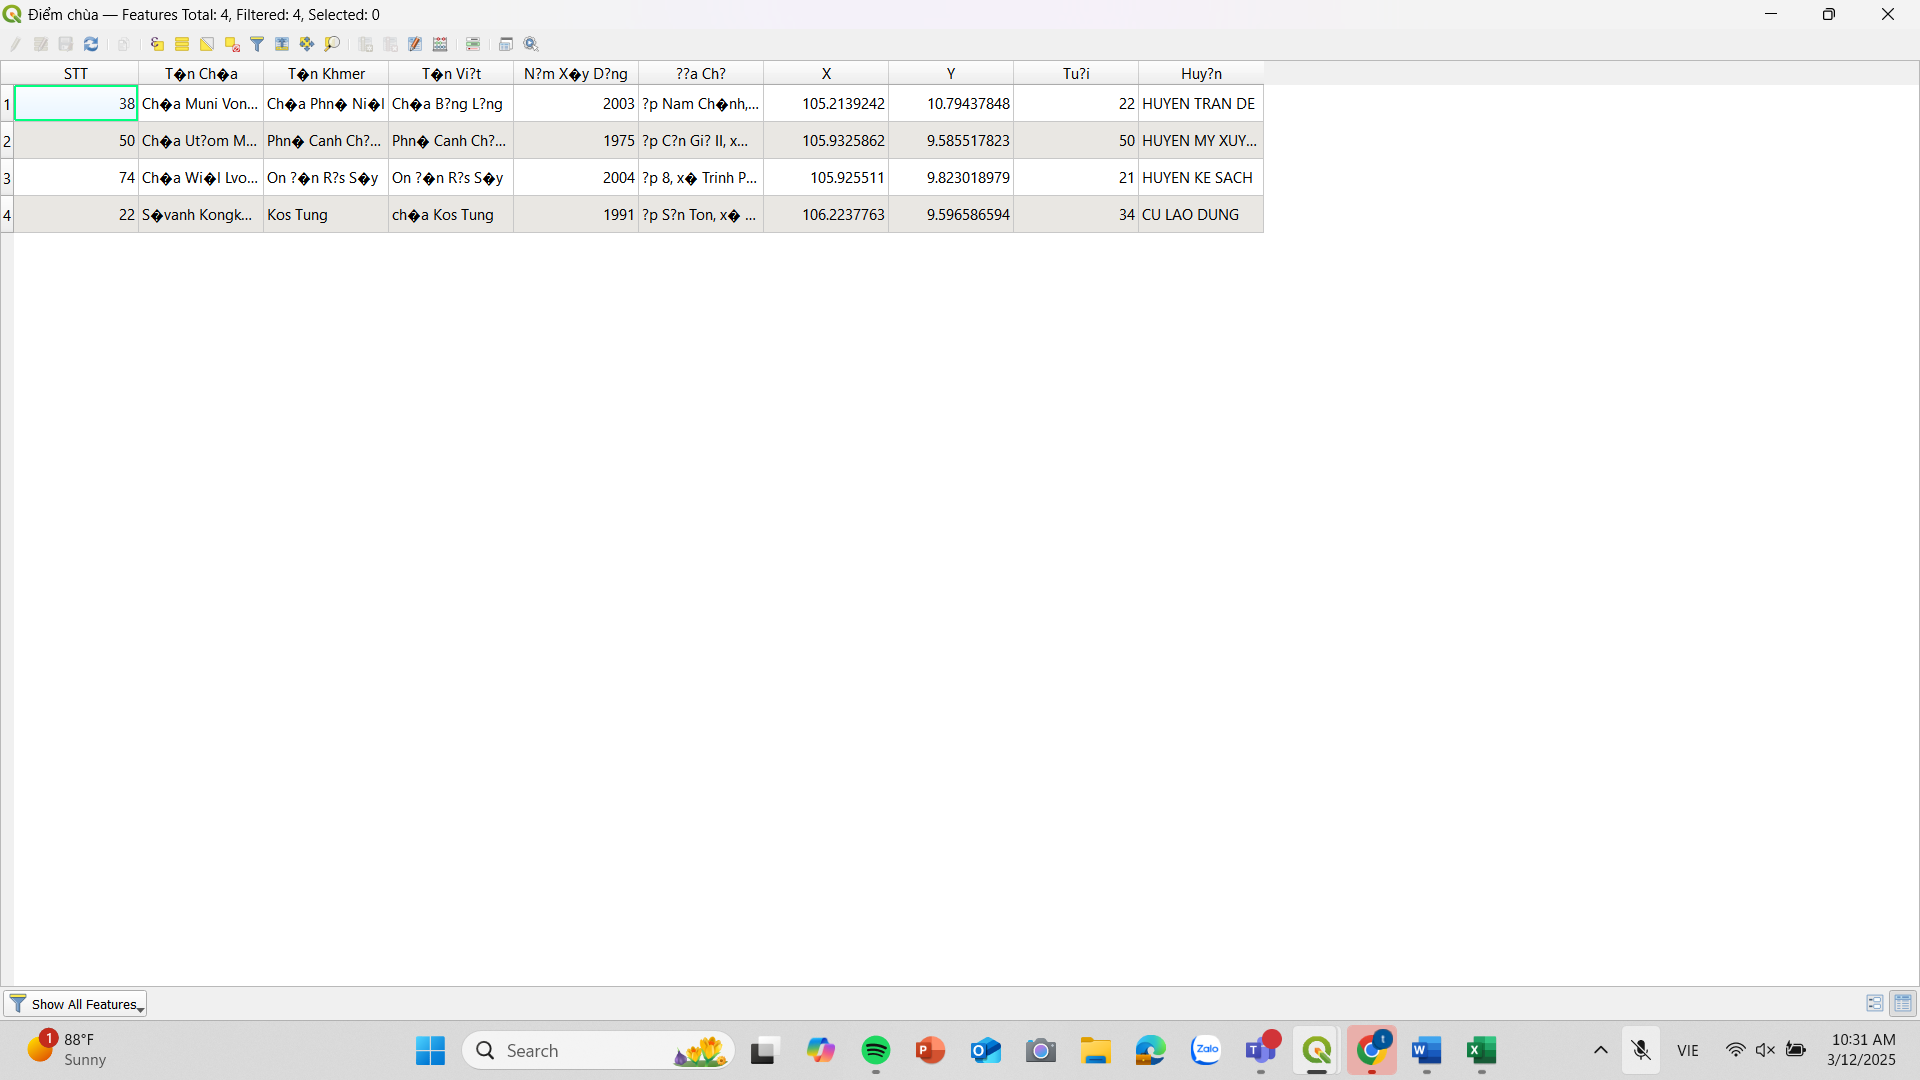 Điểm chùa — Features Total: 4, Filtered: 4, Selected: 0
STT T�n Ch�a T�n Khmer T�n Vi?t N?m X�y D?ng ??a Ch? X Y Tu?i Huy?n
1 38 Ch�a Muni Von... Ch�a Phn� Ni�l Ch�a B?ng L?ng 2003 ?p Nam Ch�nh,... 105.2139242 10.79437848 22 HUYEN TRAN DE
2 50 Ch�a Ut?om M... Phn� Canh Ch?... Phn� Canh Ch?... 1975 ?p C?n Gi? II, x... 105.9325862 9.585517823 50 HUYEN MY XUY...
3 74 Ch�a Wi�l Lvo... On ?�n R?s S�y On ?�n R?s S�y 2004 ?p 8, x� Trinh P... 105.925511 9.823018979 21 HUYEN KE SACH
4 22 S�vanh Kongk... Kos Tung ch�a Kos Tung 1991 ?p S?n Ton, x� ... 106.2237763 9.596586594 34 CU LAO DUNG
Show All Features
1
88°F
Sunny
Search
Zalo
t
VIE
10:31 AM
3/12/2025